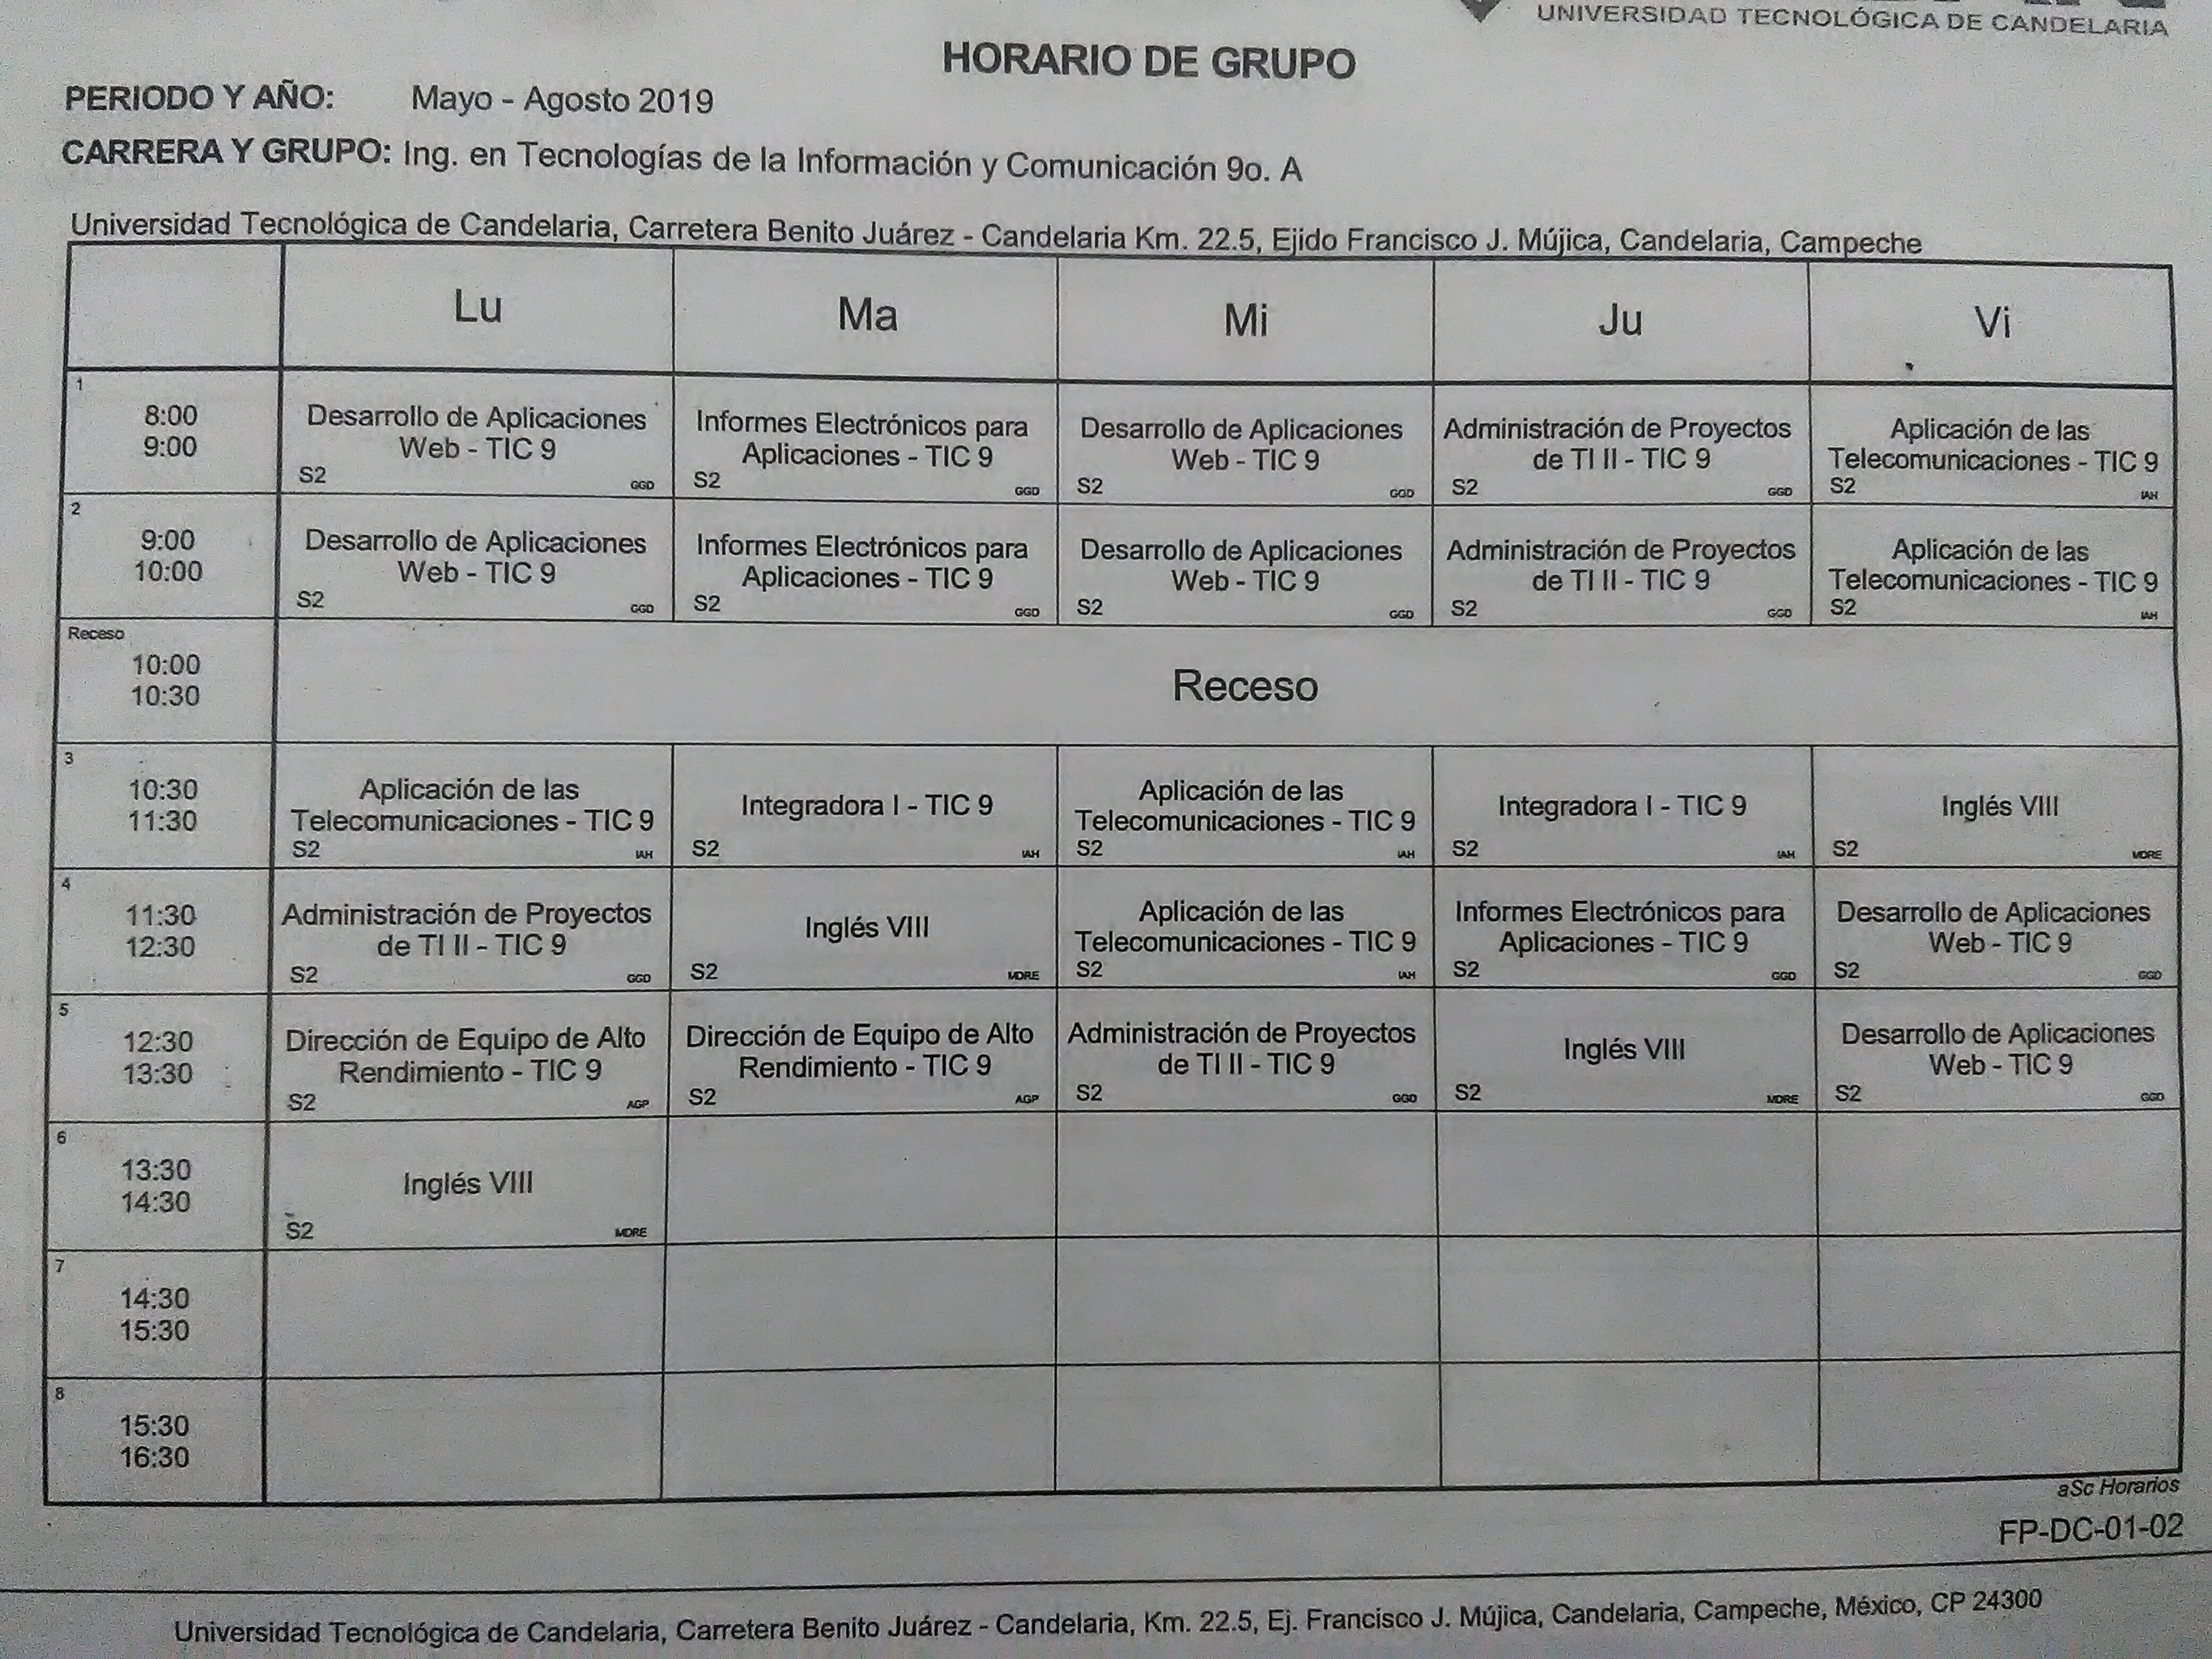 UNIVERSIDAD TECNOLÓGICA DE CANDELARIA
HORARIO DE GRUPO
PERIODO Y AÑO: Mayo - Agosto 2019
CARRERA Y GRUPO: Ing. en Tecnologías de la Información y Comunicación 9o. A
Universidad Tecnológica de Candelaria, Carretera Benito Juárez - Candelaria Km. 22.5, Ejido Francisco J. Mújica, Candelaria, Campeche
Lu Ma Mi Ju Vi
1
8:00
9:00
Desarrollo de Aplicaciones
Web - TIC 9
S2 GGD
Informes Electrónicos para
Aplicaciones - TIC 9
S2 GGD
Desarrollo de Aplicaciones
Web - TIC 9
S2 GGD
Administración de Proyectos
de TI II - TIC 9
S2 GGD
Aplicación de las
Telecomunicaciones - TIC 9
S2 IAH
2
9:00
10:00
Desarrollo de Aplicaciones
Web - TIC 9
S2 GGD
Informes Electrónicos para
Aplicaciones - TIC 9
S2 GGD
Desarrollo de Aplicaciones
Web - TIC 9
S2 GGD
Administración de Proyectos
de TI II - TIC 9
S2 GGD
Aplicación de las
Telecomunicaciones - TIC 9
S2 IAH
Receso
10:00
10:30
Receso
3
10:30
11:30
Aplicación de las
Telecomunicaciones - TIC 9
S2 IAH
Integradora I - TIC 9
S2 IAH
Aplicación de las
Telecomunicaciones - TIC 9
S2 IAH
Integradora I - TIC 9
S2 IAH
Inglés VIII
S2 MDRE
4
11:30
12:30
Administración de Proyectos
de TI II - TIC 9
S2 GGD
Inglés VIII
S2 MDRE
Aplicación de las
Telecomunicaciones - TIC 9
S2 IAH
Informes Electrónicos para
Aplicaciones - TIC 9
S2 GGD
Desarrollo de Aplicaciones
Web - TIC 9
S2 GGD
5
12:30
13:30
Dirección de Equipo de Alto
Rendimiento - TIC 9
S2 AGP
Dirección de Equipo de Alto
Rendimiento - TIC 9
S2 AGP
Administración de Proyectos
de TI II - TIC 9
S2 GGD
Inglés VIII
S2 MDRE
Desarrollo de Aplicaciones
Web - TIC 9
S2 GGD
6
13:30
14:30
Inglés VIII
S2 MDRE
7
14:30
15:30
8
15:30
16:30
aSc Horarios
FP-DC-01-02
Universidad Tecnológica de Candelaria, Carretera Benito Juárez - Candelaria, Km. 22.5, Ej. Francisco J. Mújica, Candelaria, Campeche, México, CP 24300